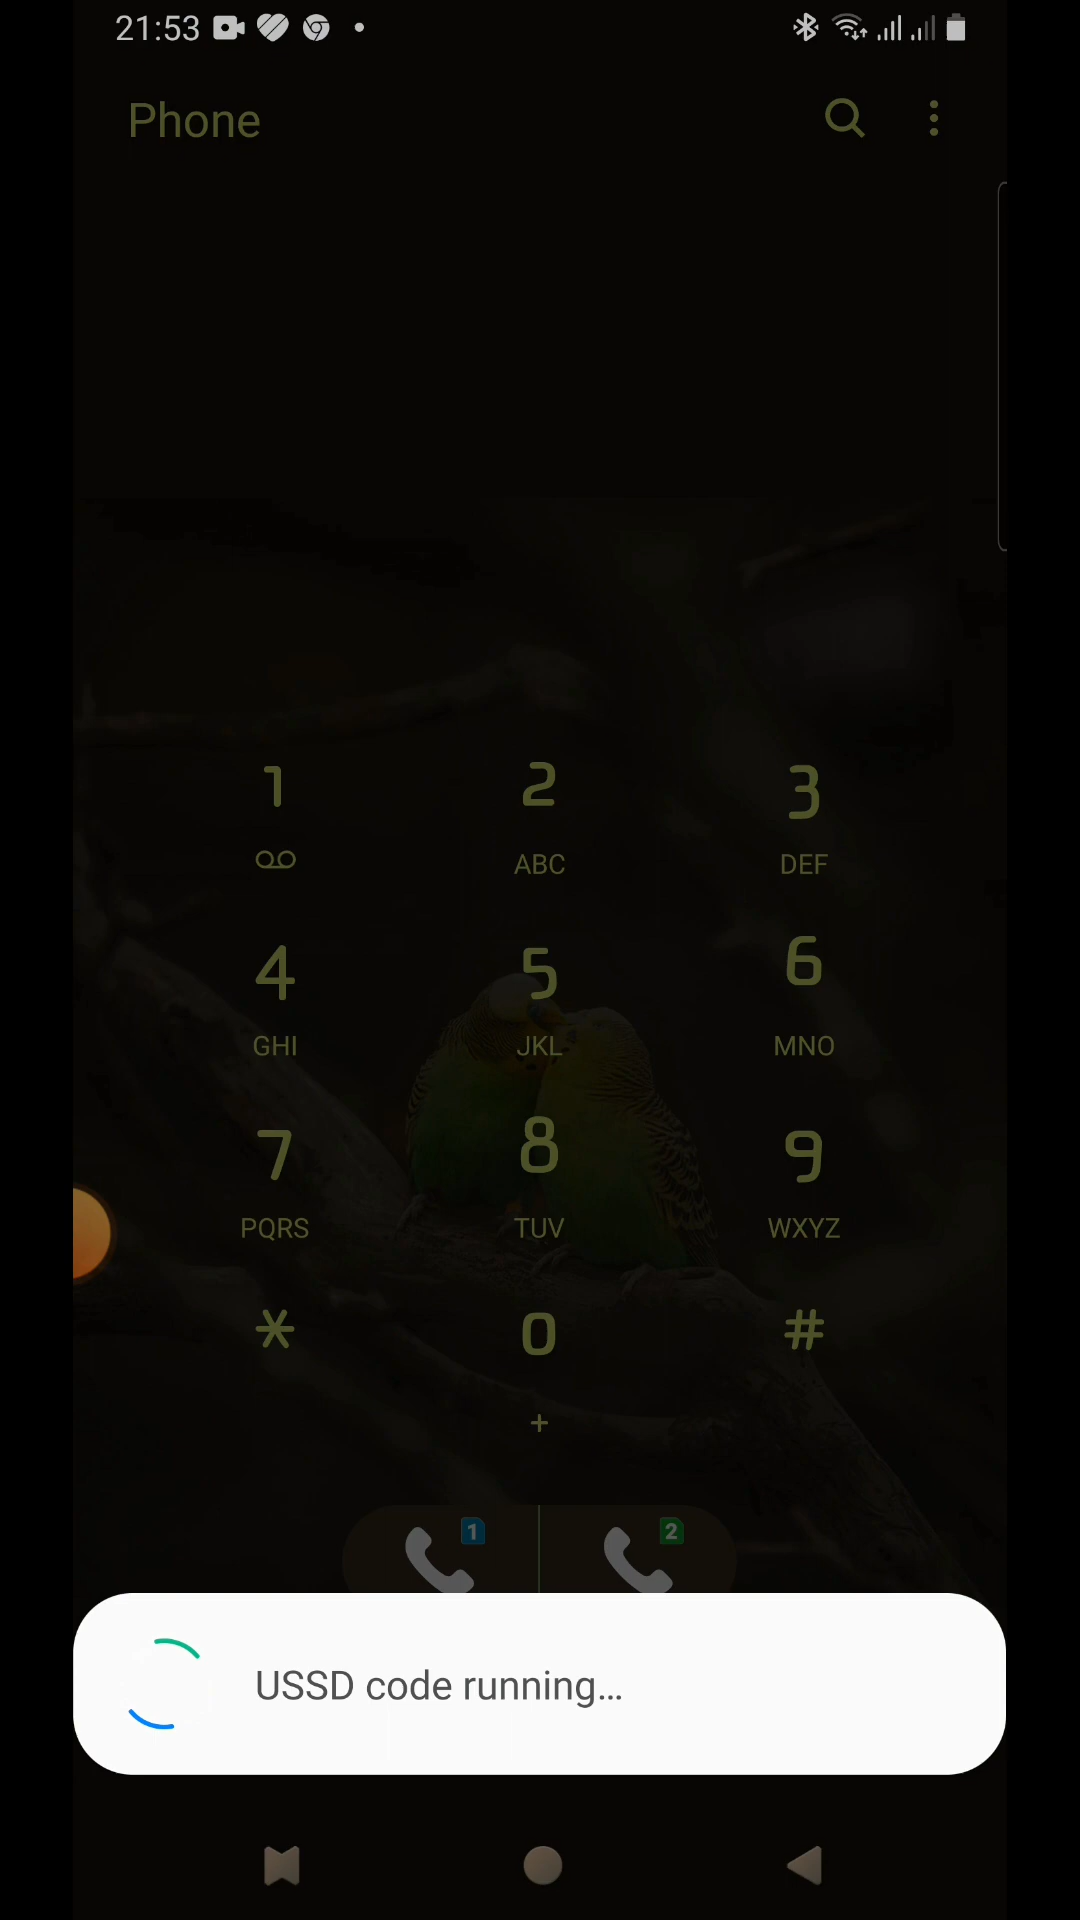 21:53
Phone
1 2 3
ABC DEF
4 5 6
GHI JKL MNO
7 8 9
PQRS TUV WXYZ
* 0 #
+
1 2
USSD code running...